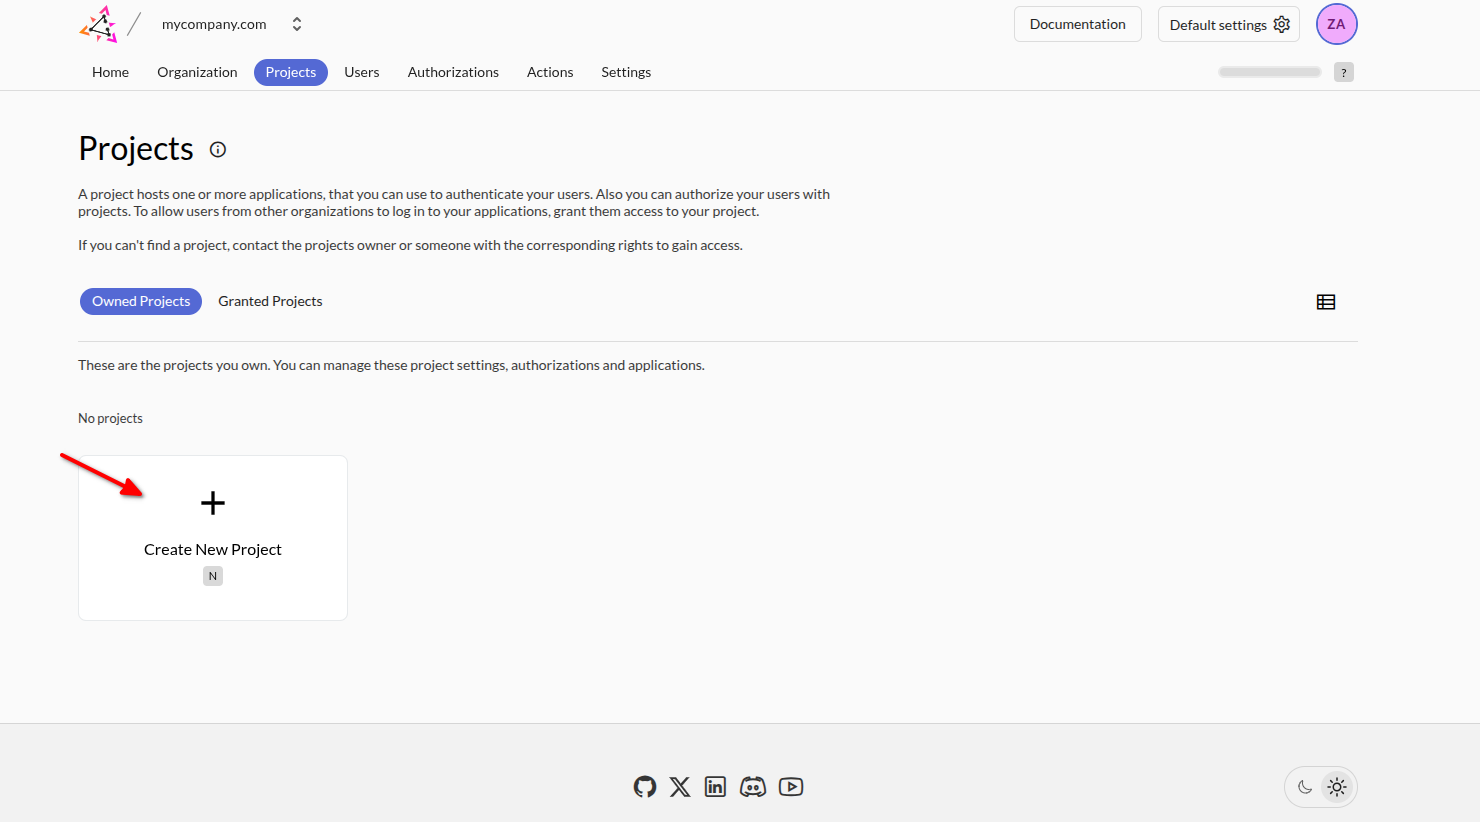 mycompany.com
Documentation
Default settings
ZA
Home Organization Projects Users Authorizations Actions Settings
?
Projects
A project hosts one or more applications, that you can use to authenticate your users. Also you can authorize your users with
projects. To allow users from other organizations to log in to your applications, grant them access to your project.
If you can't find a project, contact the projects owner or someone with the corresponding rights to gain access.
Owned Projects Granted Projects
These are the projects you own. You can manage these project settings, authorizations and applications.
No projects
Create New Project
N